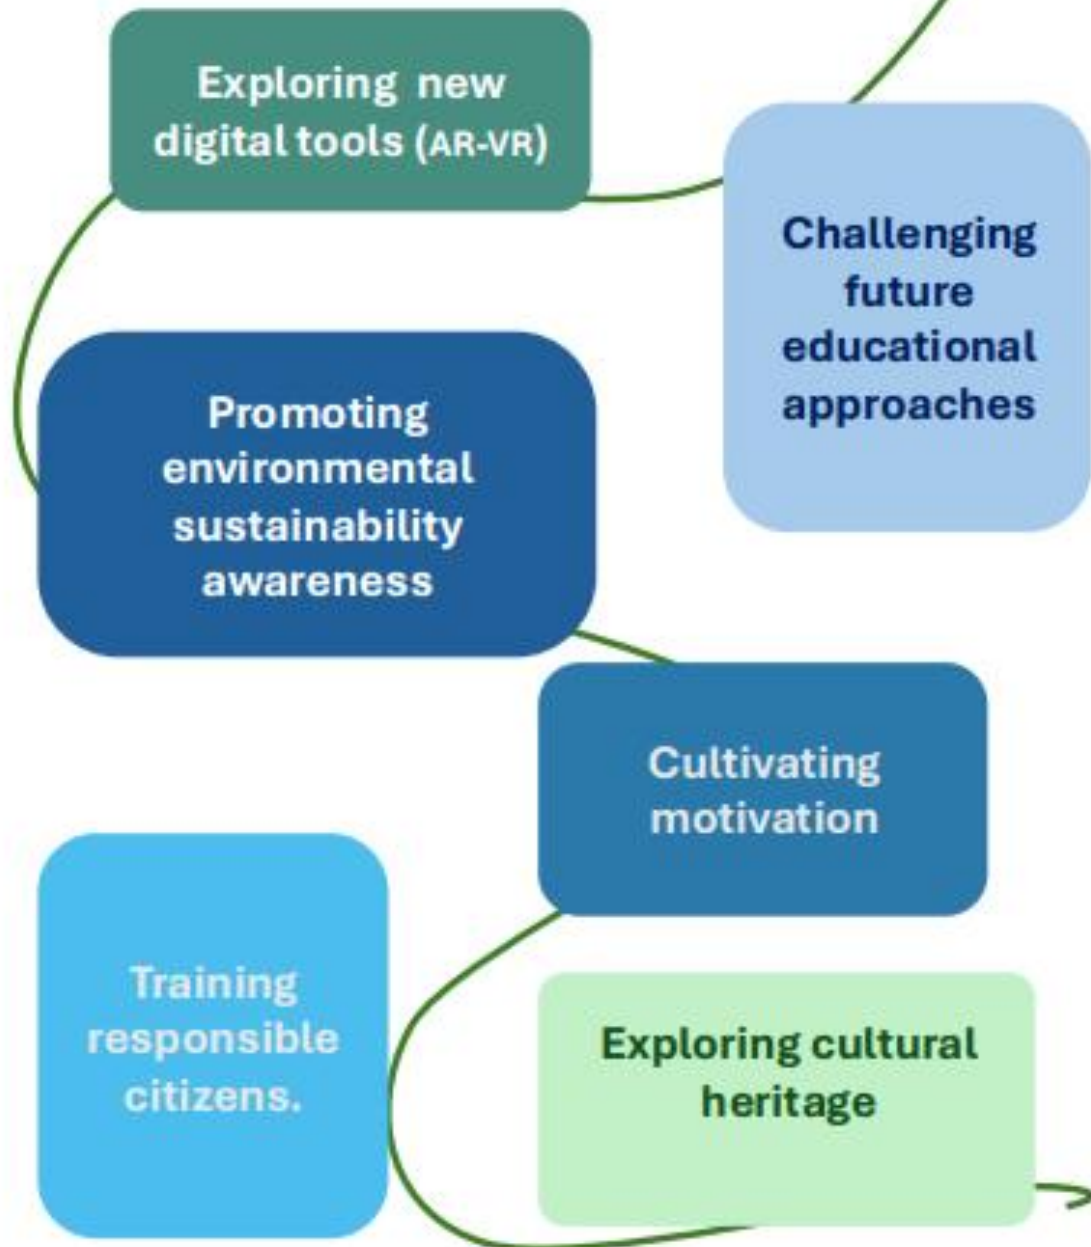 Exploring new
digital tools (AR-VR)
Challenging
future
educational
approaches
Promoting
environmental
sustainability
awareness
Cultivating
motivation
Training
responsible
citizens.
Exploring cultural
heritage